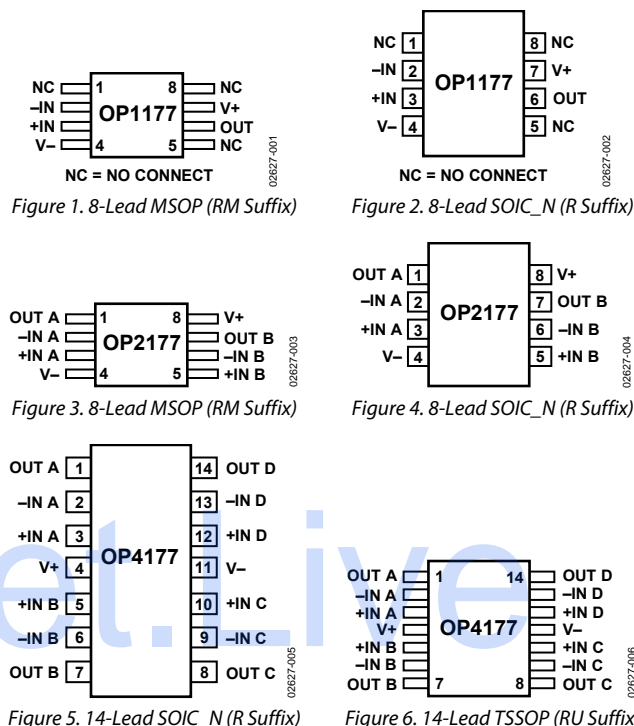 NC 1 8 NC
–IN V+
+IN OP1177 OUT
V– 4 5 NC
NC = NO CONNECT
02627-001
Figure 1. 8-Lead MSOP (RM Suffix)
NC 1 8 NC
–IN 2 7 V+
OP1177
+IN 3 6 OUT
V– 4 5 NC
NC = NO CONNECT
02627-002
Figure 2. 8-Lead SOIC_N (R Suffix)
OUT A 1 8 V+
–IN A OUT B
+IN A OP2177 –IN B
V– 4 5 +IN B
02627-003
Figure 3. 8-Lead MSOP (RM Suffix)
OUT A 1 8 V+
–IN A 2 7 OUT B
OP2177
+IN A 3 6 –IN B
V– 4 5 +IN B
02627-004
Figure 4. 8-Lead SOIC_N (R Suffix)
OUT A 1 14 OUT D
–IN A 2 13 –IN D
+IN A 3 12 +IN D
V+ 4 OP4177 11 V–
+IN B 5 10 +IN C
–IN B 6 9 –IN C
OUT B 7 8 OUT C
02627-005
Figure 5. 14-Lead SOIC_N (R Suffix)
OUT A 1 14 OUT D
–IN A –IN D
+IN A +IN D
V+ OP4177 V–
+IN B +IN C
–IN B –IN C
OUT B 7 8 OUT C
02627-006
Figure 6. 14-Lead TSSOP (RU Suffix)
et.Live